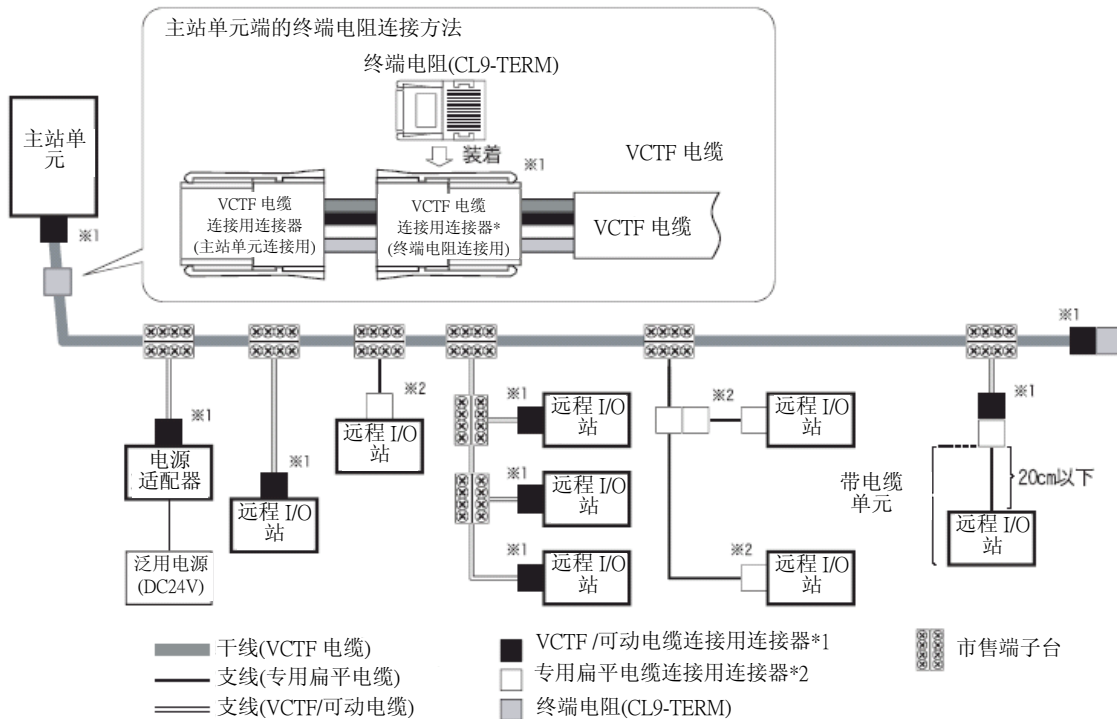 主站单元端的终端电阻连接方法
终端电阻(CL9-TERM)
主站单
元
装着
※1
VCTF 电缆
VCTF 电缆
连接用连接器
(主站单元连接用)
VCTF 电缆
连接用连接器*
(终端电阻连接用)
VCTF 电缆
※1
※1
※1
电源
适配器
泛用电源
(DC24V)
※1
远程 I/O
站
※2
远程 I/O
站
※1
远程 I/O
站
※1
远程 I/O
站
※1
远程 I/O
站
※2
远程 I/O
站
※2
远程 I/O
站
※1
带电缆
单元
20cm以下
远程 I/O
站
干线(VCTF 电缆)
支线(专用扁平电缆)
支线(VCTF/可动电缆)
VCTF /可动电缆连接用连接器*1
专用扁平电缆连接用连接器*2
终端电阻(CL9-TERM)
市售端子台